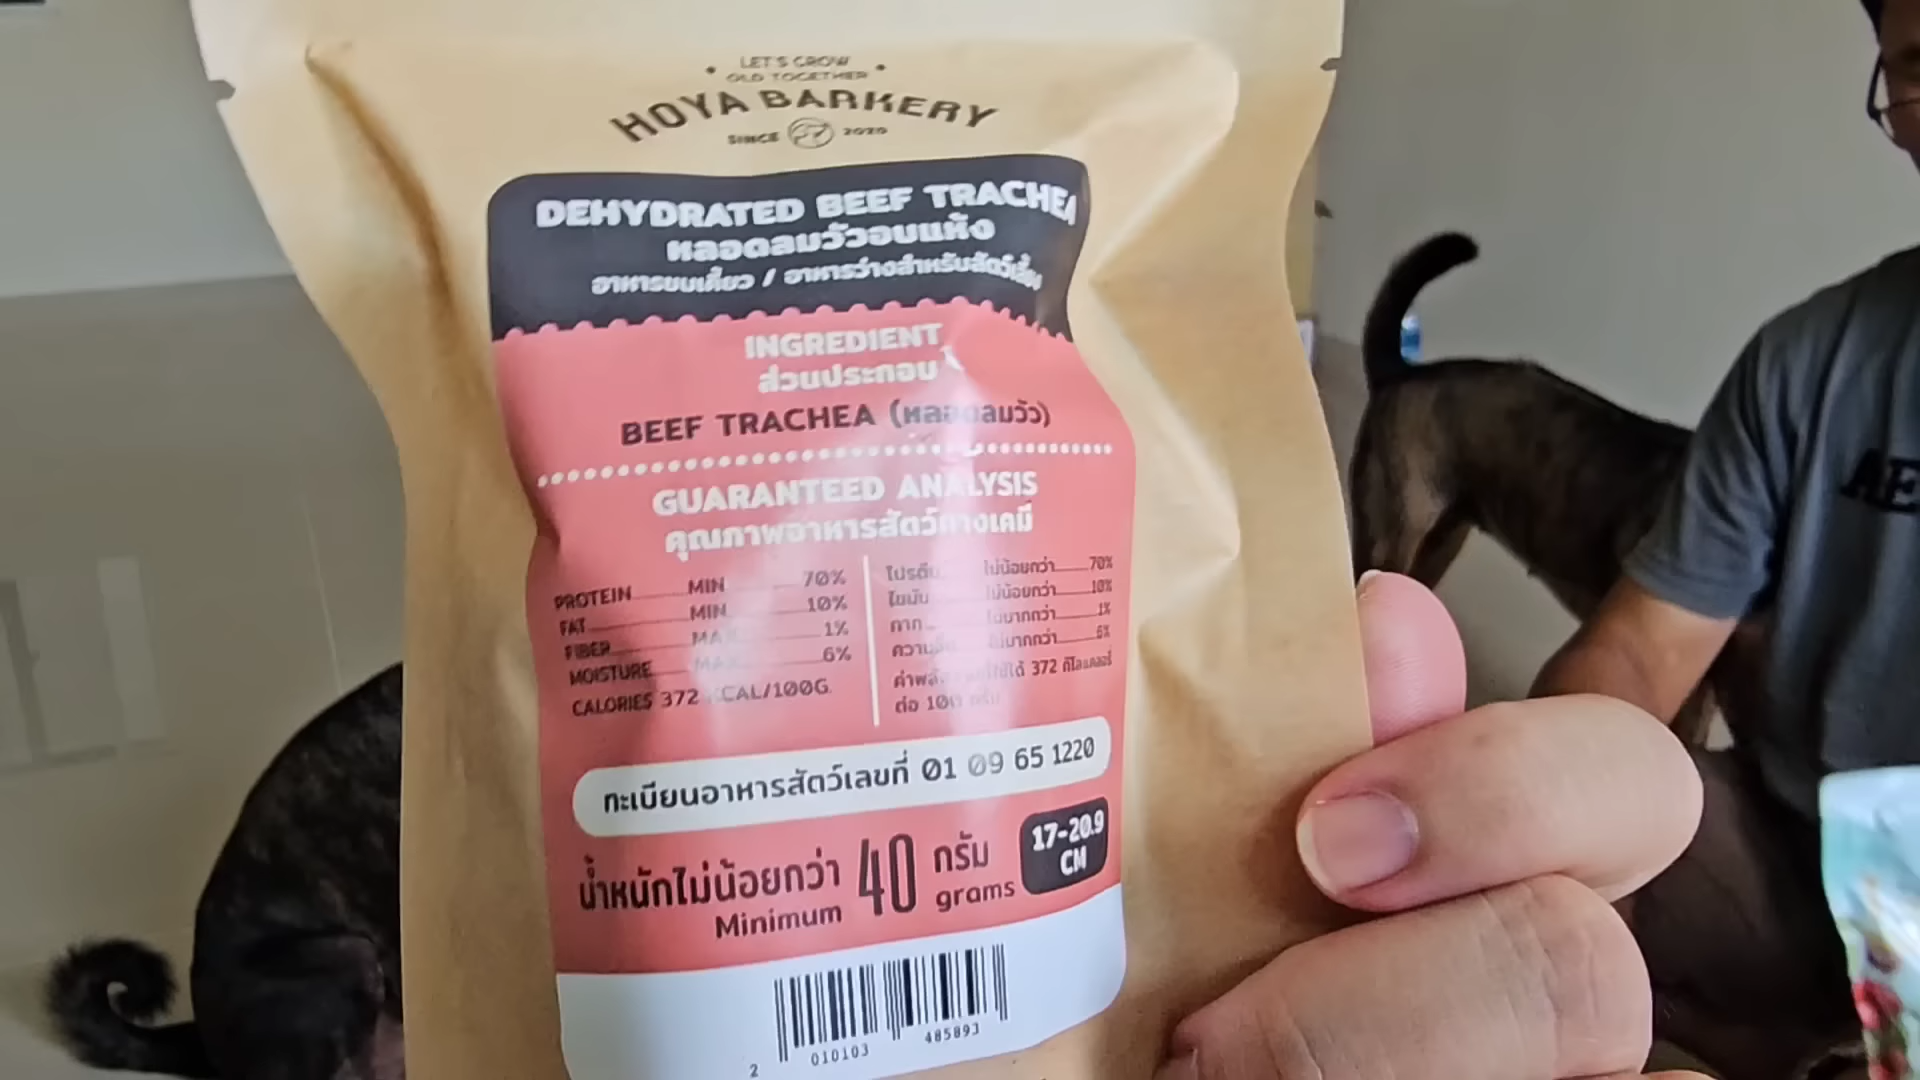 LET'S GROW
OLD TOGETHER
HOYA BARKERY
SINCE 2020
DEHYDRATED BEEF TRACHEA
หลอดลมวัวอบแห้ง
อาหารขบเคี้ยว / อาหารว่างสำหรับสัตว์เลี้ยง
INGREDIENT
ส่วนประกอบ
BEEF TRACHEA (หลอดลมวัว)
GUARANTEED ANALYSIS
คุณภาพอาหารสัตว์ทางเคมี
PROTEIN MIN 70%
FAT MIN 10%
FIBER MAX 1%
MOISTURE MAX 6%
CALORIES 372 KCAL/100G.
โปรตีน ไม่น้อยกว่า 70%
ไขมัน ไม่น้อยกว่า 10%
กาก ไม่มากกว่า 1%
ความชื้น ไม่มากกว่า 6%
ใช้ได้ 372 กิโลแคลอรี่
ต่อ 100 กรัม
ทะเบียนอาหารสัตว์เลขที่ 01 09 65 1220
น้ำหนักไม่น้อยกว่า 40 กรัม
Minimum grams
17-20.9
CM
2 010103 485893
AE